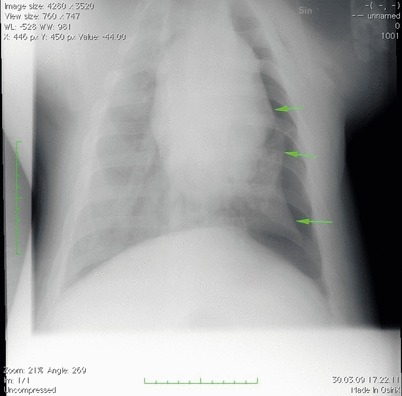 Image size: 4280 x 3520
View size: 760 x 747
WL: -528 WW: 981
X: 446 px Y: 450 px Value: -44.00
Sin
-( -, -)
-- unnamed
0
1001
Zoom: 21% Angle: 269
Im: 1/1
Uncompressed
30.03.09 17:22:11
Made In OsiriX